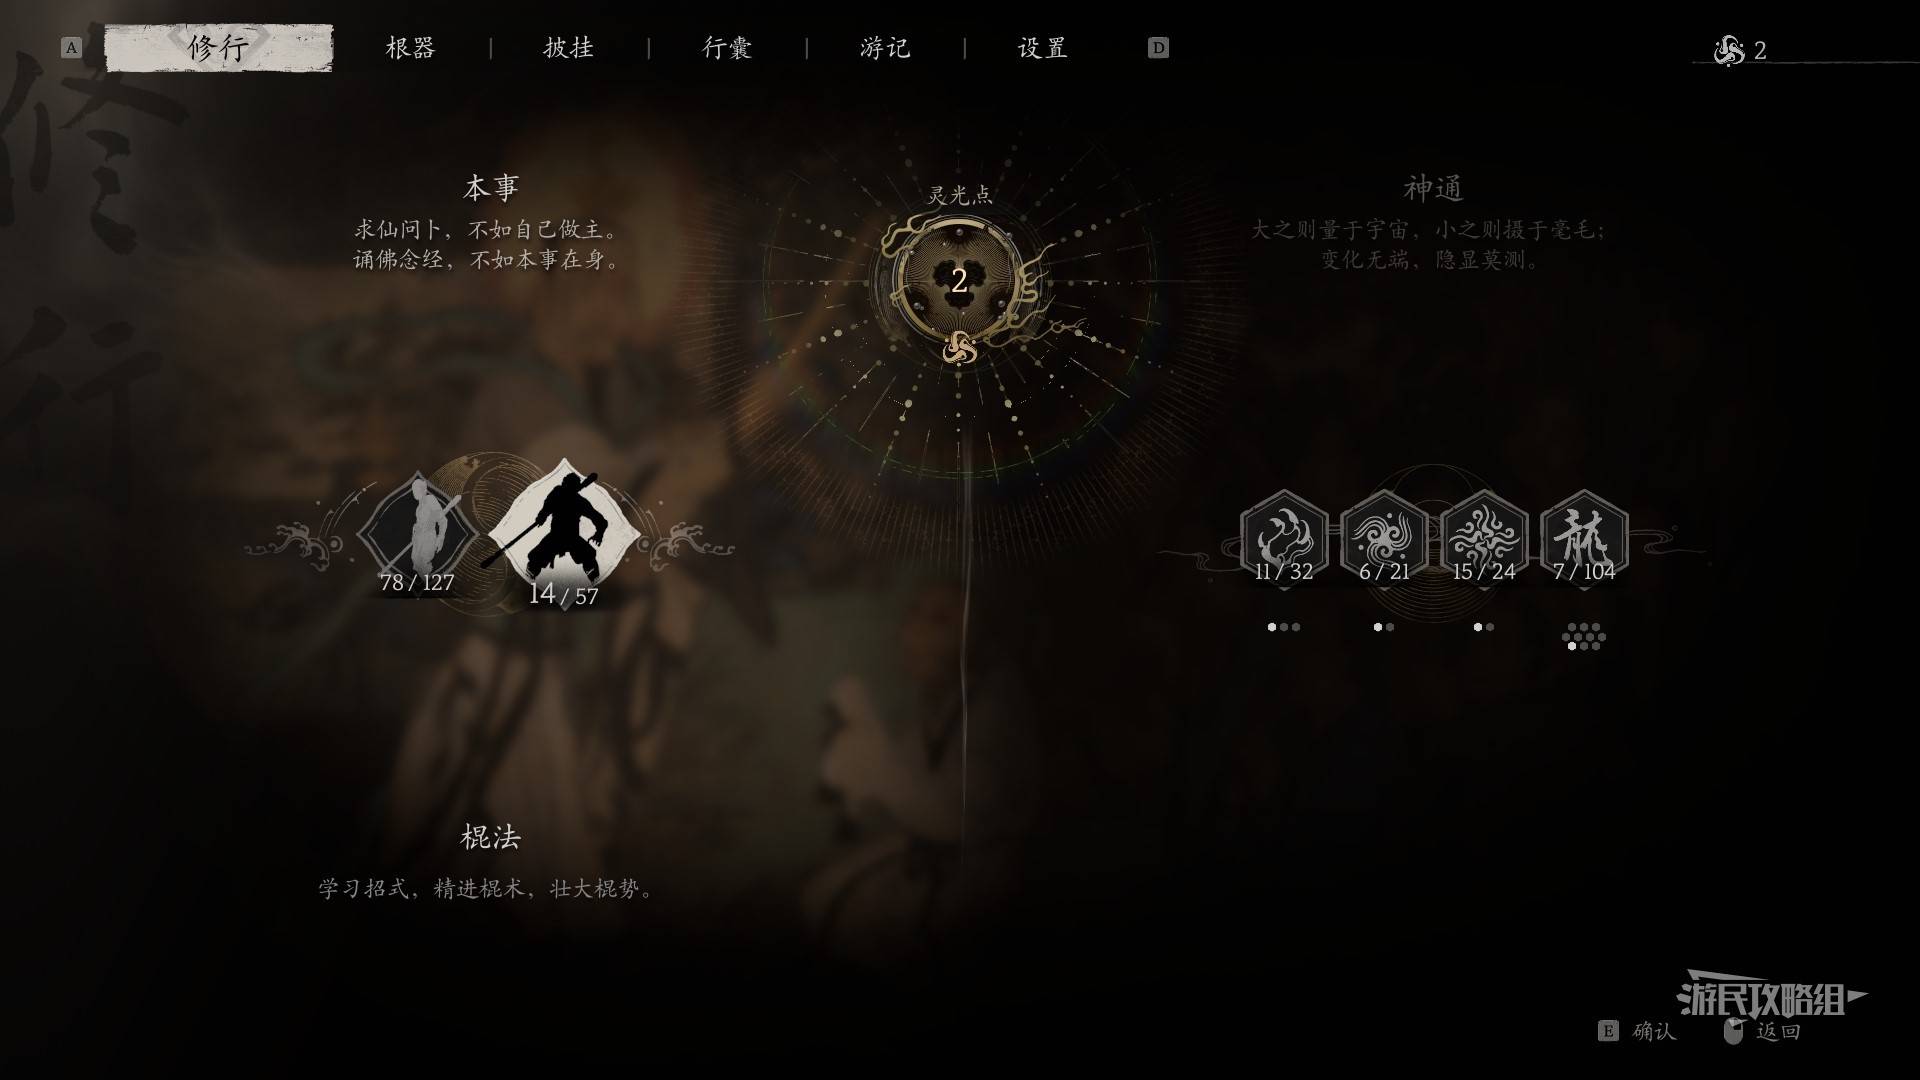 A 修行 根器 披挂 行囊 游记 设置 D 2
修行
本事
求仙问卜，不如自己做主。
诵佛念经，不如本事在身。
灵光点
2
神通
大之则量于宇宙，小之则摄于毫毛；
变化无端，隐显莫测。
78 / 127
14 / 57
11 / 32
6 / 21
15 / 24
龍
7 / 104
棍法
学习招式，精进棍术，壮大棍势。
游民攻略组
E 确认 返回